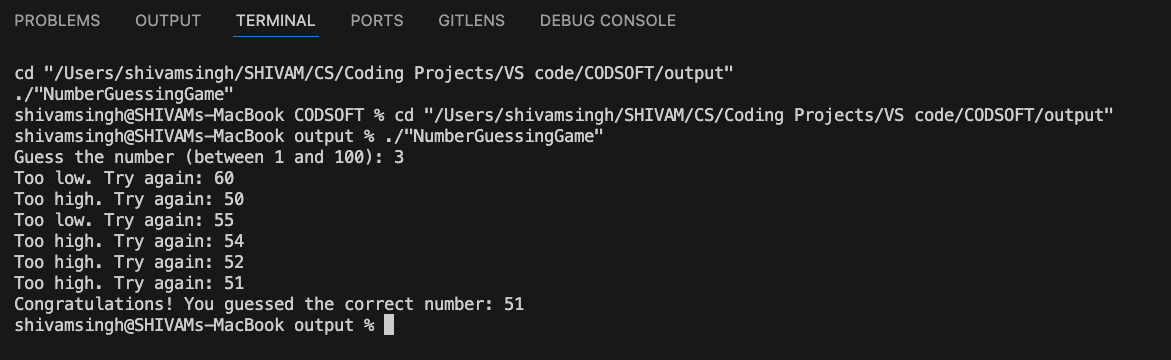 PROBLEMS OUTPUT TERMINAL PORTS GITLENS DEBUG CONSOLE
cd "/Users/shivamsingh/SHIVAM/CS/Coding Projects/VS code/CODSOFT/output"
./"NumberGuessingGame"
shivamsingh@SHIVAMs-MacBook CODSOFT % cd "/Users/shivamsingh/SHIVAM/CS/Coding Projects/VS code/CODSOFT/output"
shivamsingh@SHIVAMs-MacBook output % ./"NumberGuessingGame"
Guess the number (between 1 and 100): 3
Too low. Try again: 60
Too high. Try again: 50
Too low. Try again: 55
Too high. Try again: 54
Too high. Try again: 52
Too high. Try again: 51
Congratulations! You guessed the correct number: 51
shivamsingh@SHIVAMs-MacBook output %